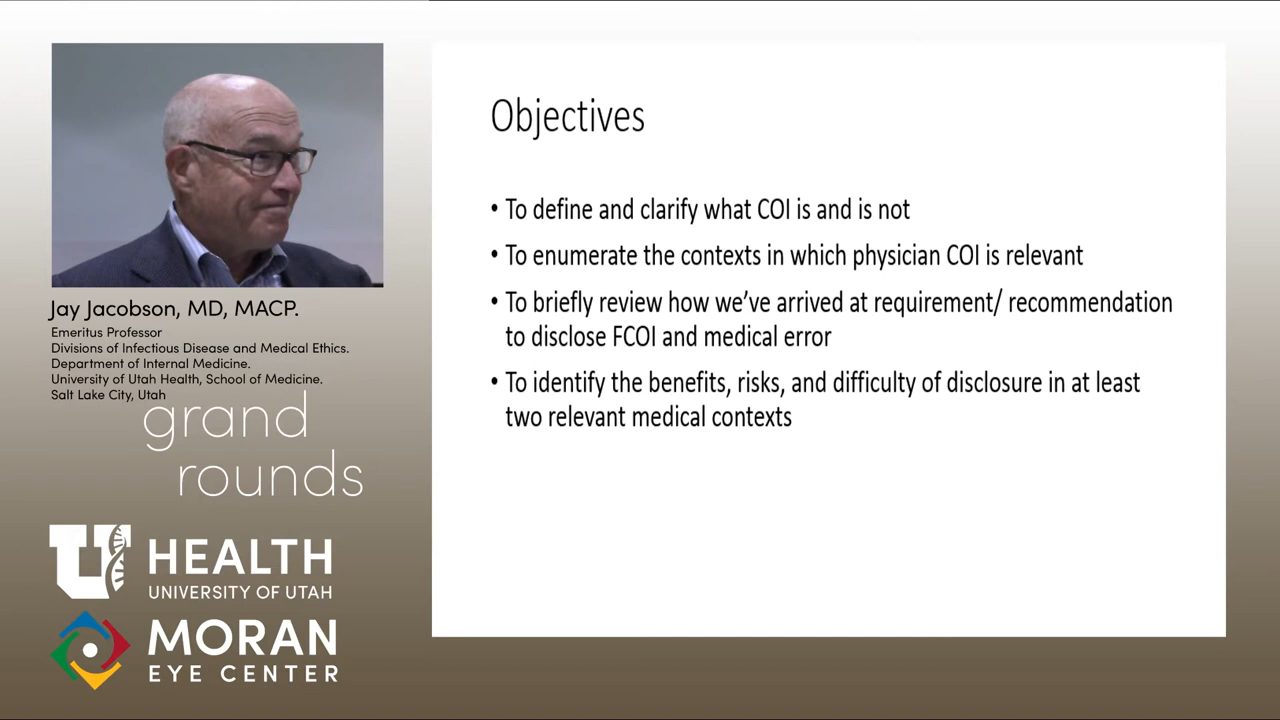 Jay Jacobson, MD, MACP.
Emeritus Professor
Divisions of Infectious Disease and Medical Ethics.
Department of Internal Medicine.
University of Utah Health, School of Medicine.
Salt Lake City, Utah
grand
rounds
U HEALTH
UNIVERSITY OF UTAH
MORAN
EYE CENTER
Objectives
• To define and clarify what COI is and is not
• To enumerate the contexts in which physician COI is relevant
• To briefly review how we’ve arrived at requirement/ recommendation
to disclose FCOI and medical error
• To identify the benefits, risks, and difficulty of disclosure in at least
two relevant medical contexts